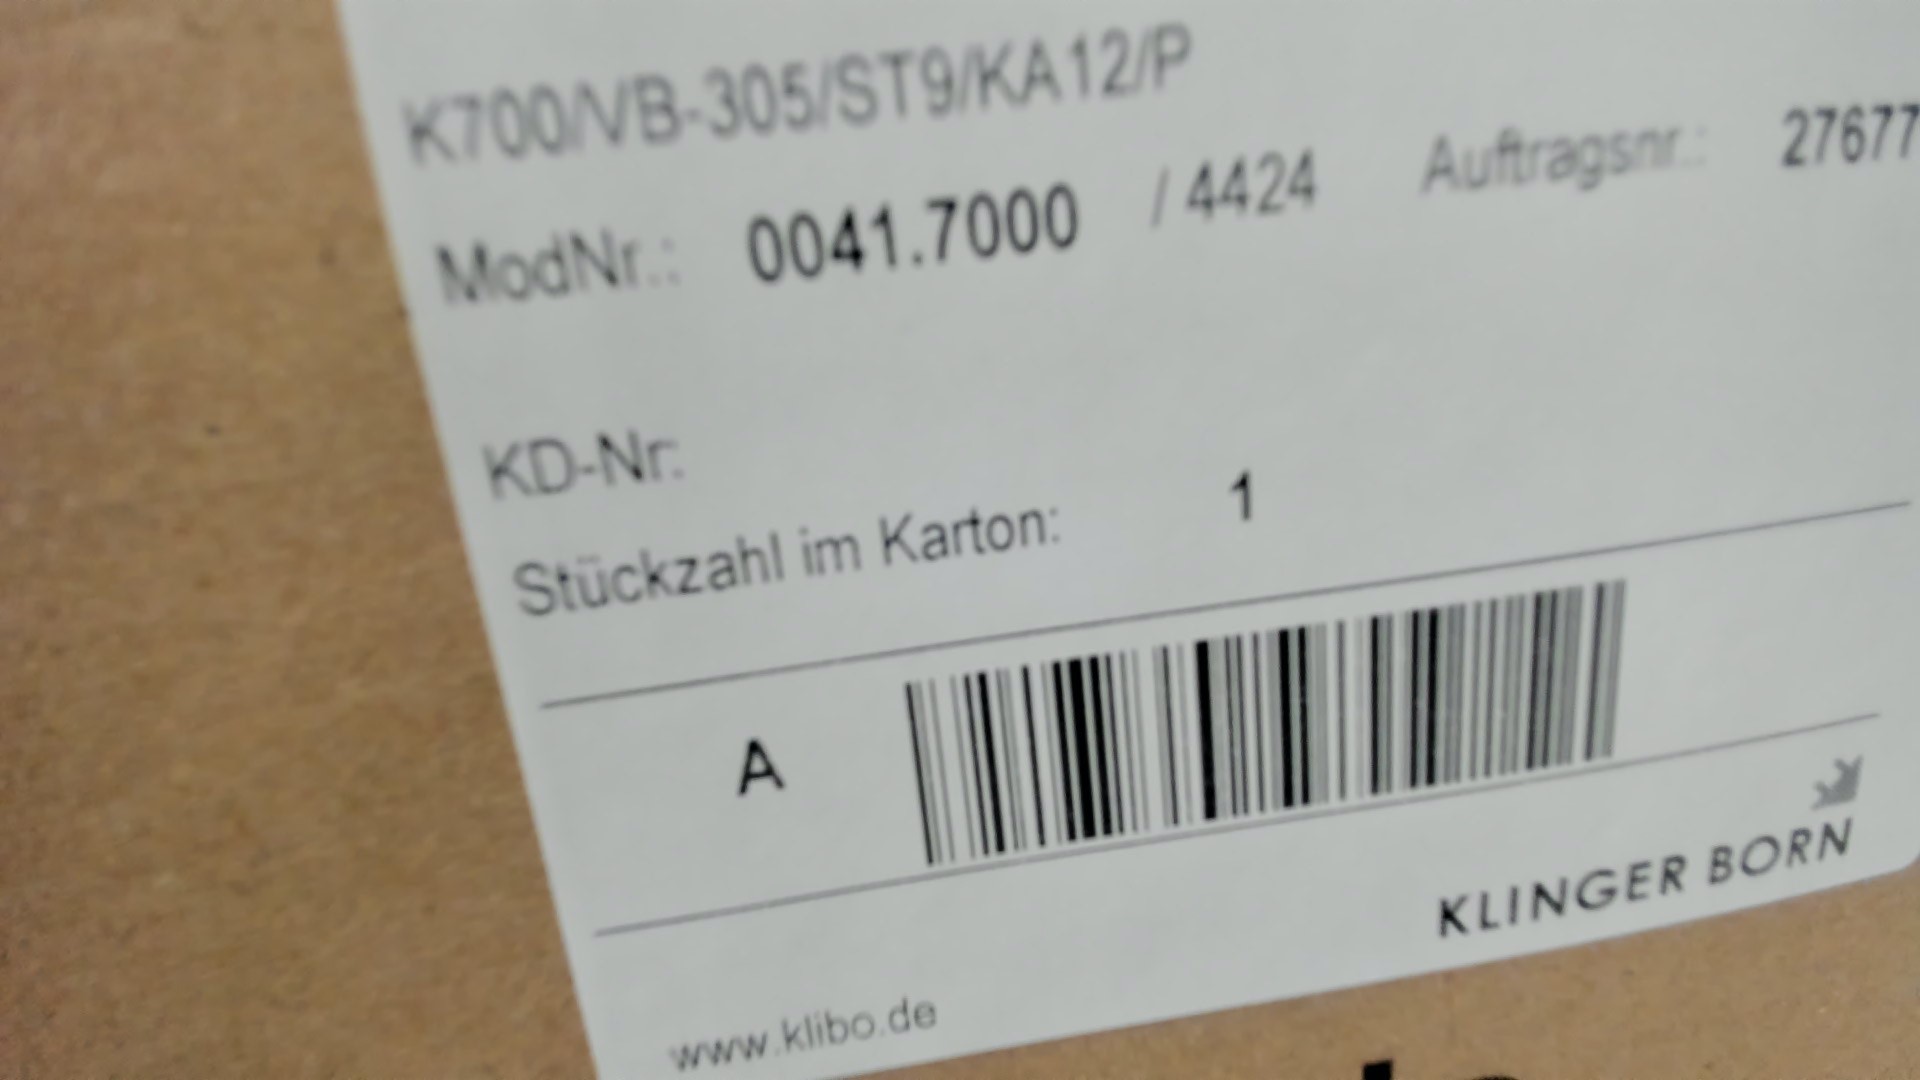 K700/VB-305/ST9/KA12/P
ModNr.: 0041.7000 / 4424 Auftragsnr.: 27677
KD-Nr:
Stückzahl im Karton: 1
A
KLINGER BORN
www.klibo.de